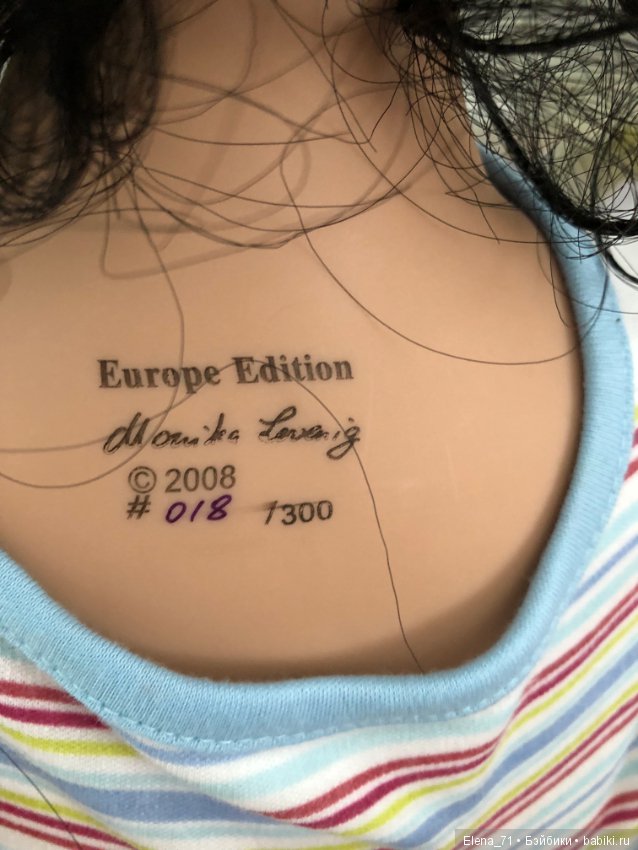 Europe Edition
Monika Levenig
© 2008
# 018 /300
Elena_71 • Бэйбики • babiki.ru